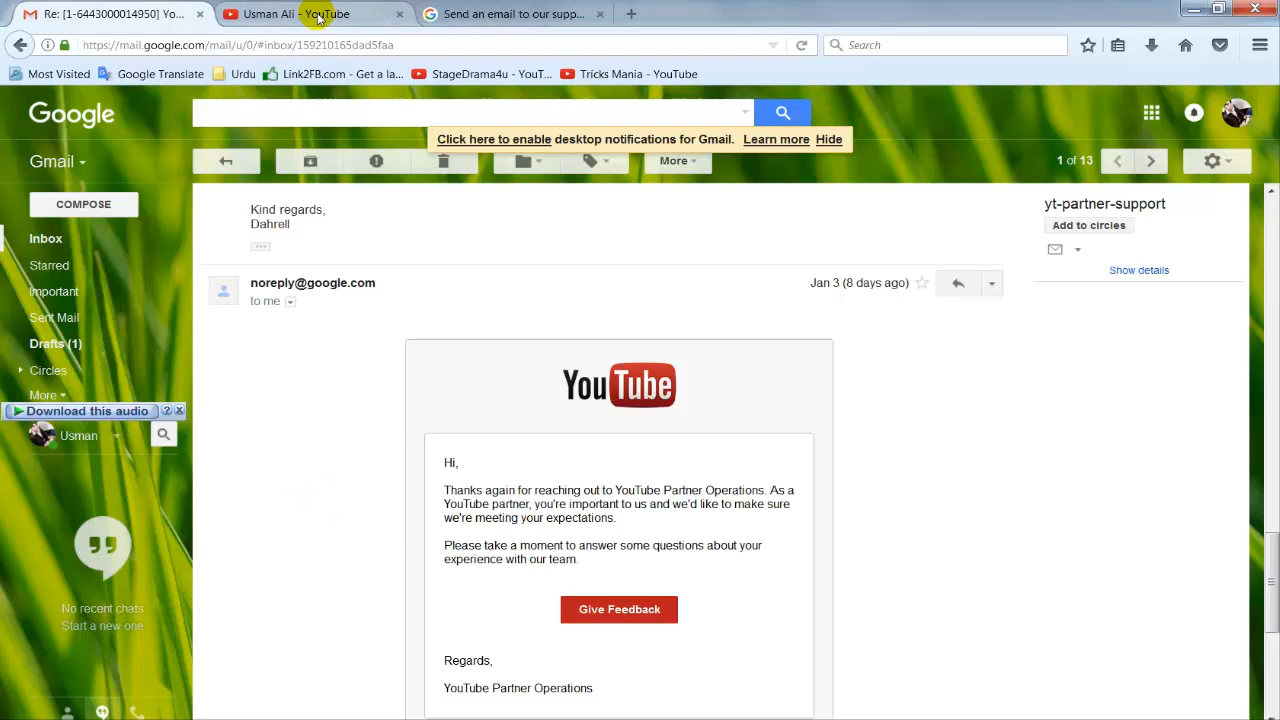 Re: [1-6443000014950] Yo...
Usman Ali - YouTube
Send an email to our supp...
https://mail.google.com/mail/u/0/#inbox/159210165dad5faa
Search
Most Visited
Google Translate
Urdu
Link2FB.com - Get a la...
StageDrama4u - YouT...
Tricks Mania - YouTube
Google
Click here to enable desktop notifications for Gmail. Learn more Hide
Gmail
More
1 of 13
COMPOSE
Inbox
Starred
Important
Sent Mail
Drafts (1)
Circles
More
Download this audio
?
Usman
No recent chats
Start a new one
Kind regards,
Dahrell
noreply@google.com
Jan 3 (8 days ago)
to me
YouTube
Hi,
Thanks again for reaching out to YouTube Partner Operations. As a
YouTube partner, you're important to us and we'd like to make sure
we're meeting your expectations.
Please take a moment to answer some questions about your
experience with our team.
Give Feedback
Regards,
YouTube Partner Operations
yt-partner-support
Add to circles
Show details